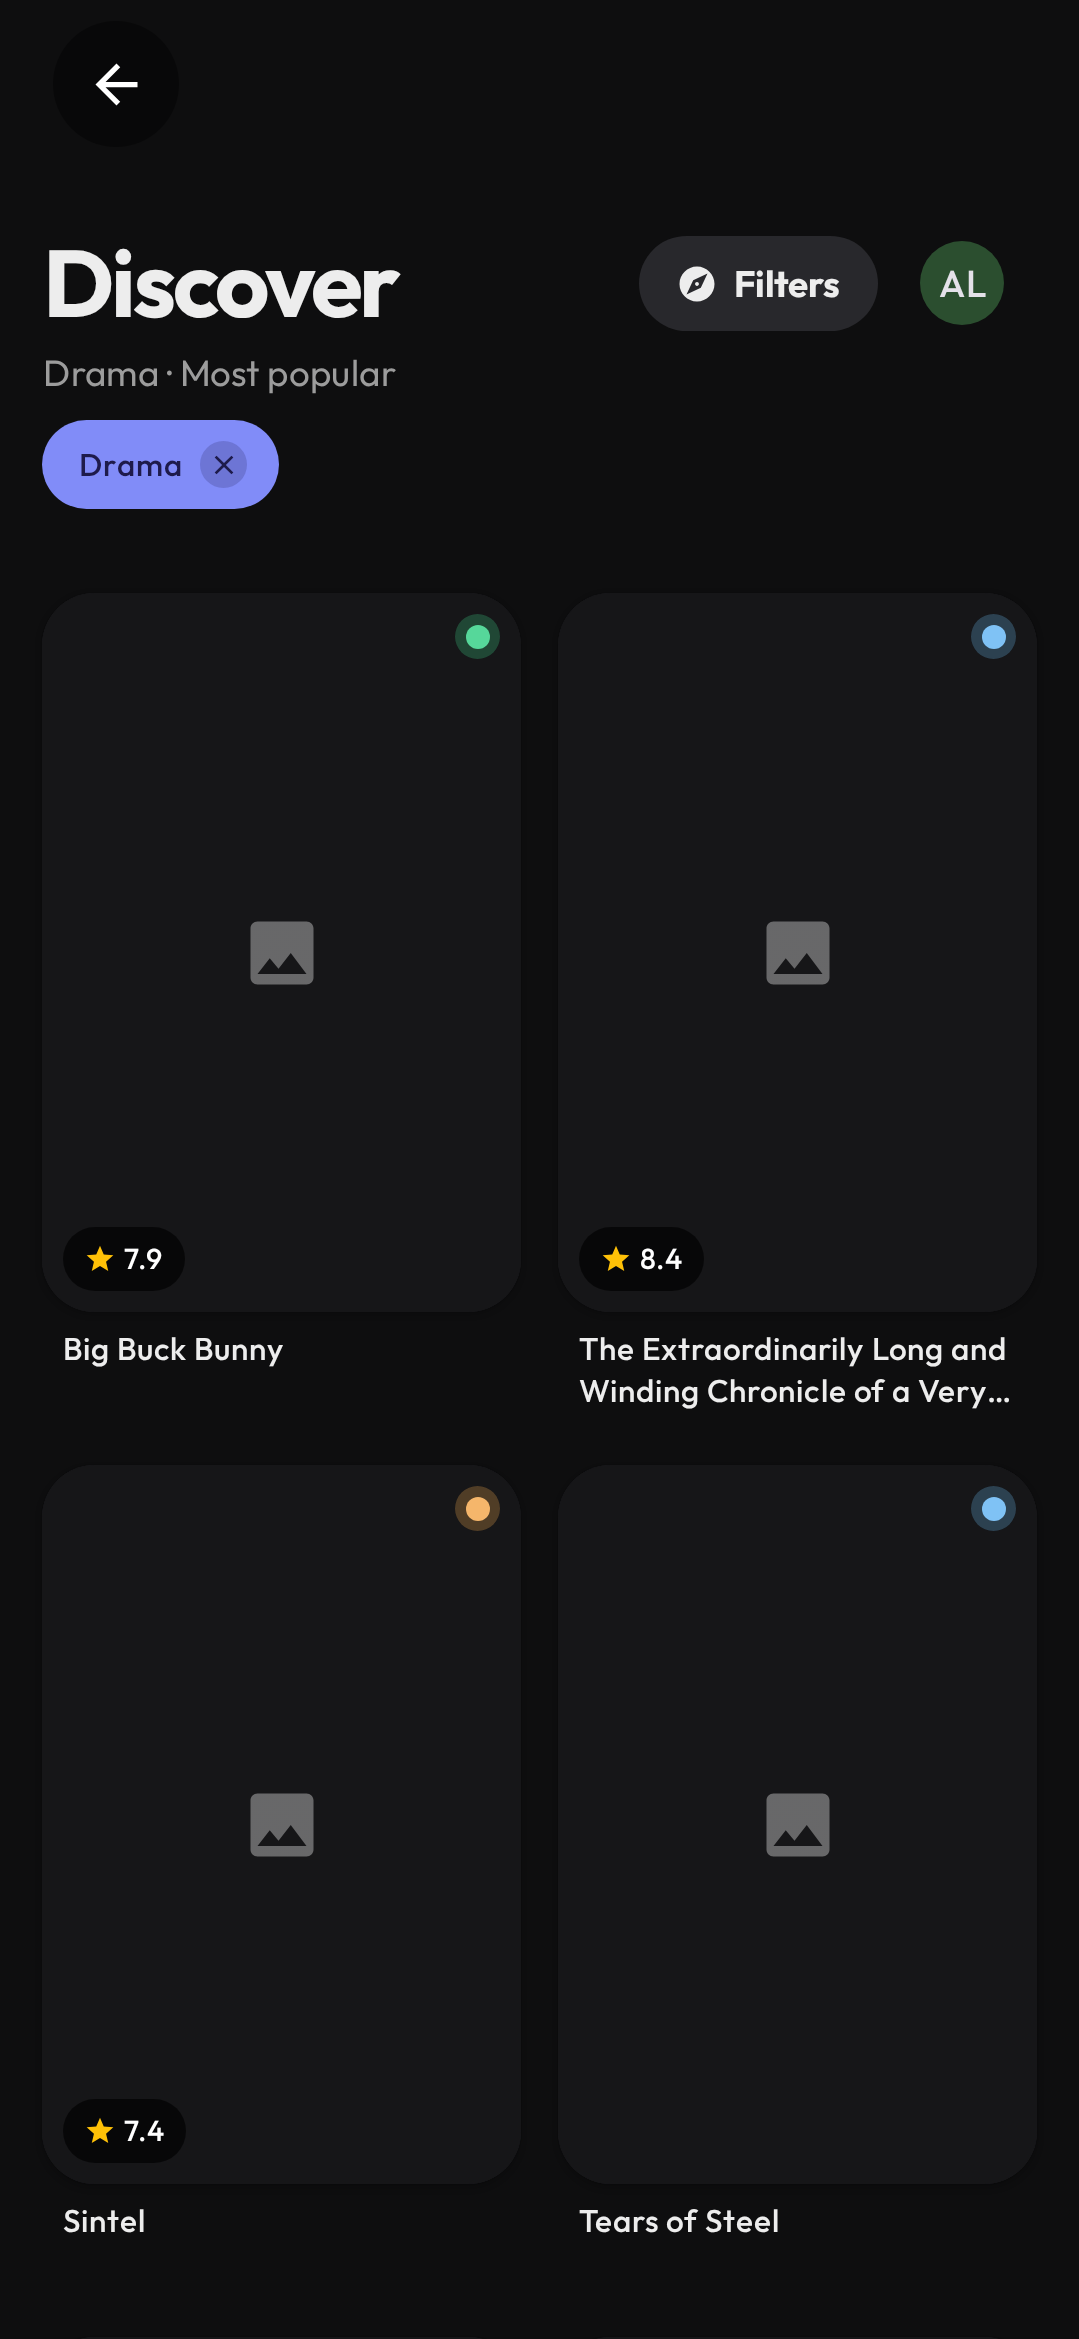 Discover
Filters
AL
Drama · Most popular
Drama
7.9
8.4
Big Buck Bunny
The Extraordinarily Long and
Winding Chronicle of a Very...
7.4
Sintel
Tears of Steel